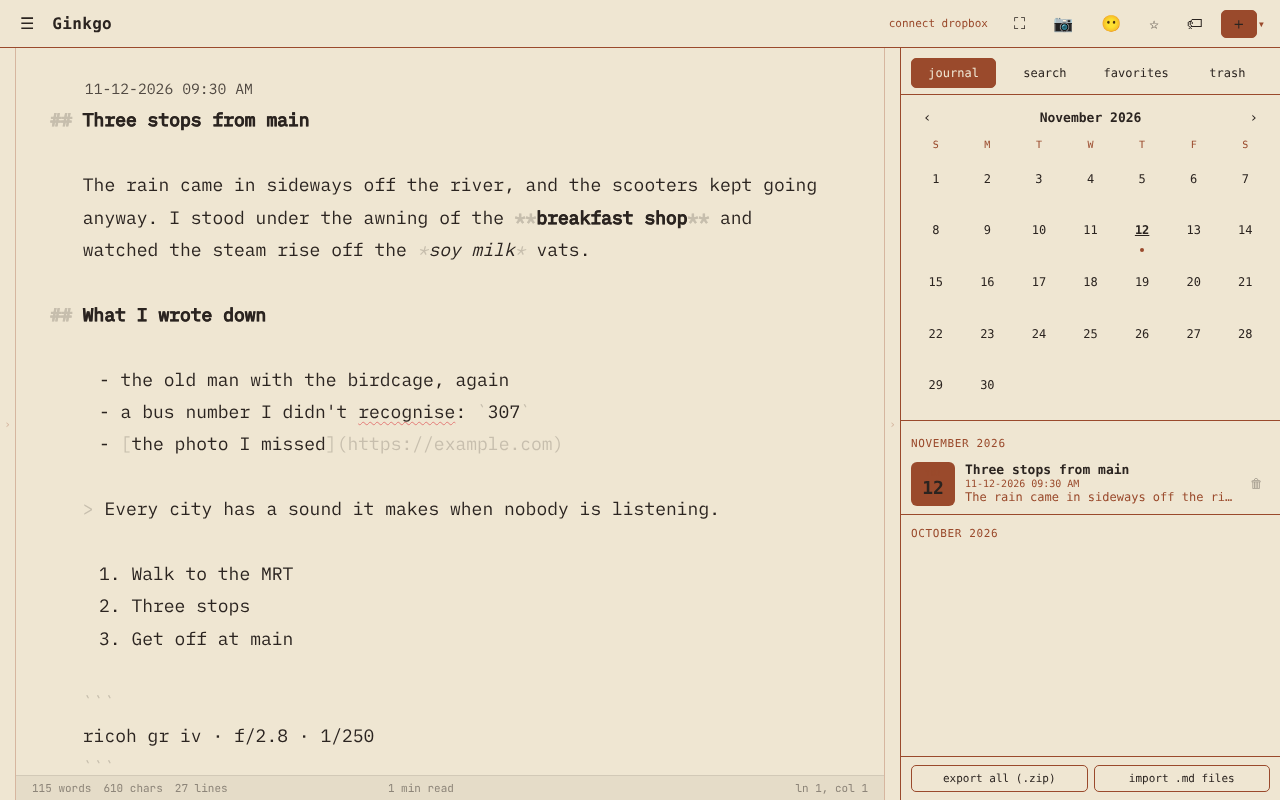 ☰ Ginkgo
connect dropbox
+ ▾
11-12-2026 09:30 AM
## Three stops from main
The rain came in sideways off the river, and the scooters kept going
anyway. I stood under the awning of the **breakfast shop** and
watched the steam rise off the *soy milk* vats.
## What I wrote down
- the old man with the birdcage, again
- a bus number I didn't recognise: `307`
- [the photo I missed](https://example.com)
> Every city has a sound it makes when nobody is listening.
1. Walk to the MRT
2. Three stops
3. Get off at main
```
ricoh gr iv · f/2.8 · 1/250
```
115 words 610 chars 27 lines
1 min read
ln 1, col 1
journal search favorites trash
‹ November 2026 ›
S M T W T F S
1 2 3 4 5 6 7
8 9 10 11 12 13 14
15 16 17 18 19 20 21
22 23 24 25 26 27 28
29 30
NOVEMBER 2026
12
Three stops from main
11-12-2026 09:30 AM
The rain came in sideways off the ri…
OCTOBER 2026
export all (.zip)
import .md files